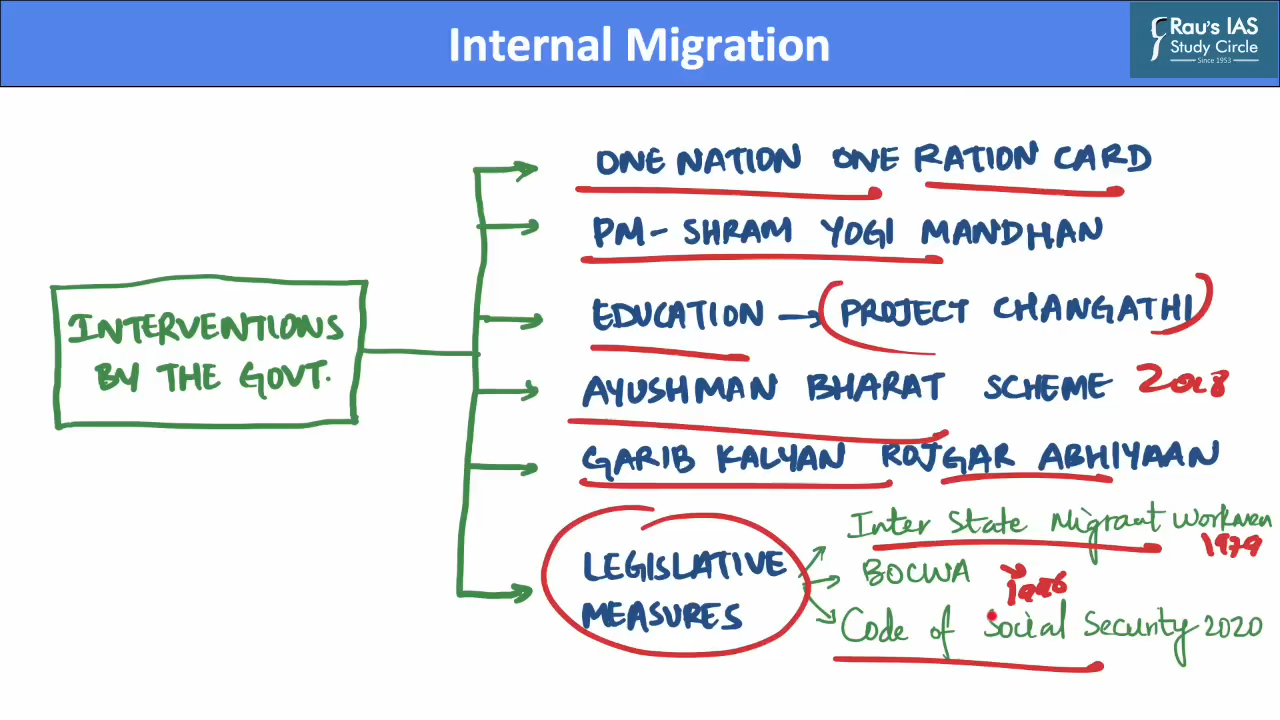 Internal Migration
Rau's IAS
Study Circle
Since 1953
ONE NATION ONE RATION CARD
PM-SHRAM YOGI MANDHAN
EDUCATION → PROJECT CHANGATHI
INTERVENTIONS
BY THE GOVT.
AYUSHMAN BHARAT SCHEME 2018
GARIB KALYAN ROJGAR ABHIYAAN
LEGISLATIVE
MEASURES
Inter State Migrant Workmen
1979
BOCWA → 1996
Code of Social Security 2020